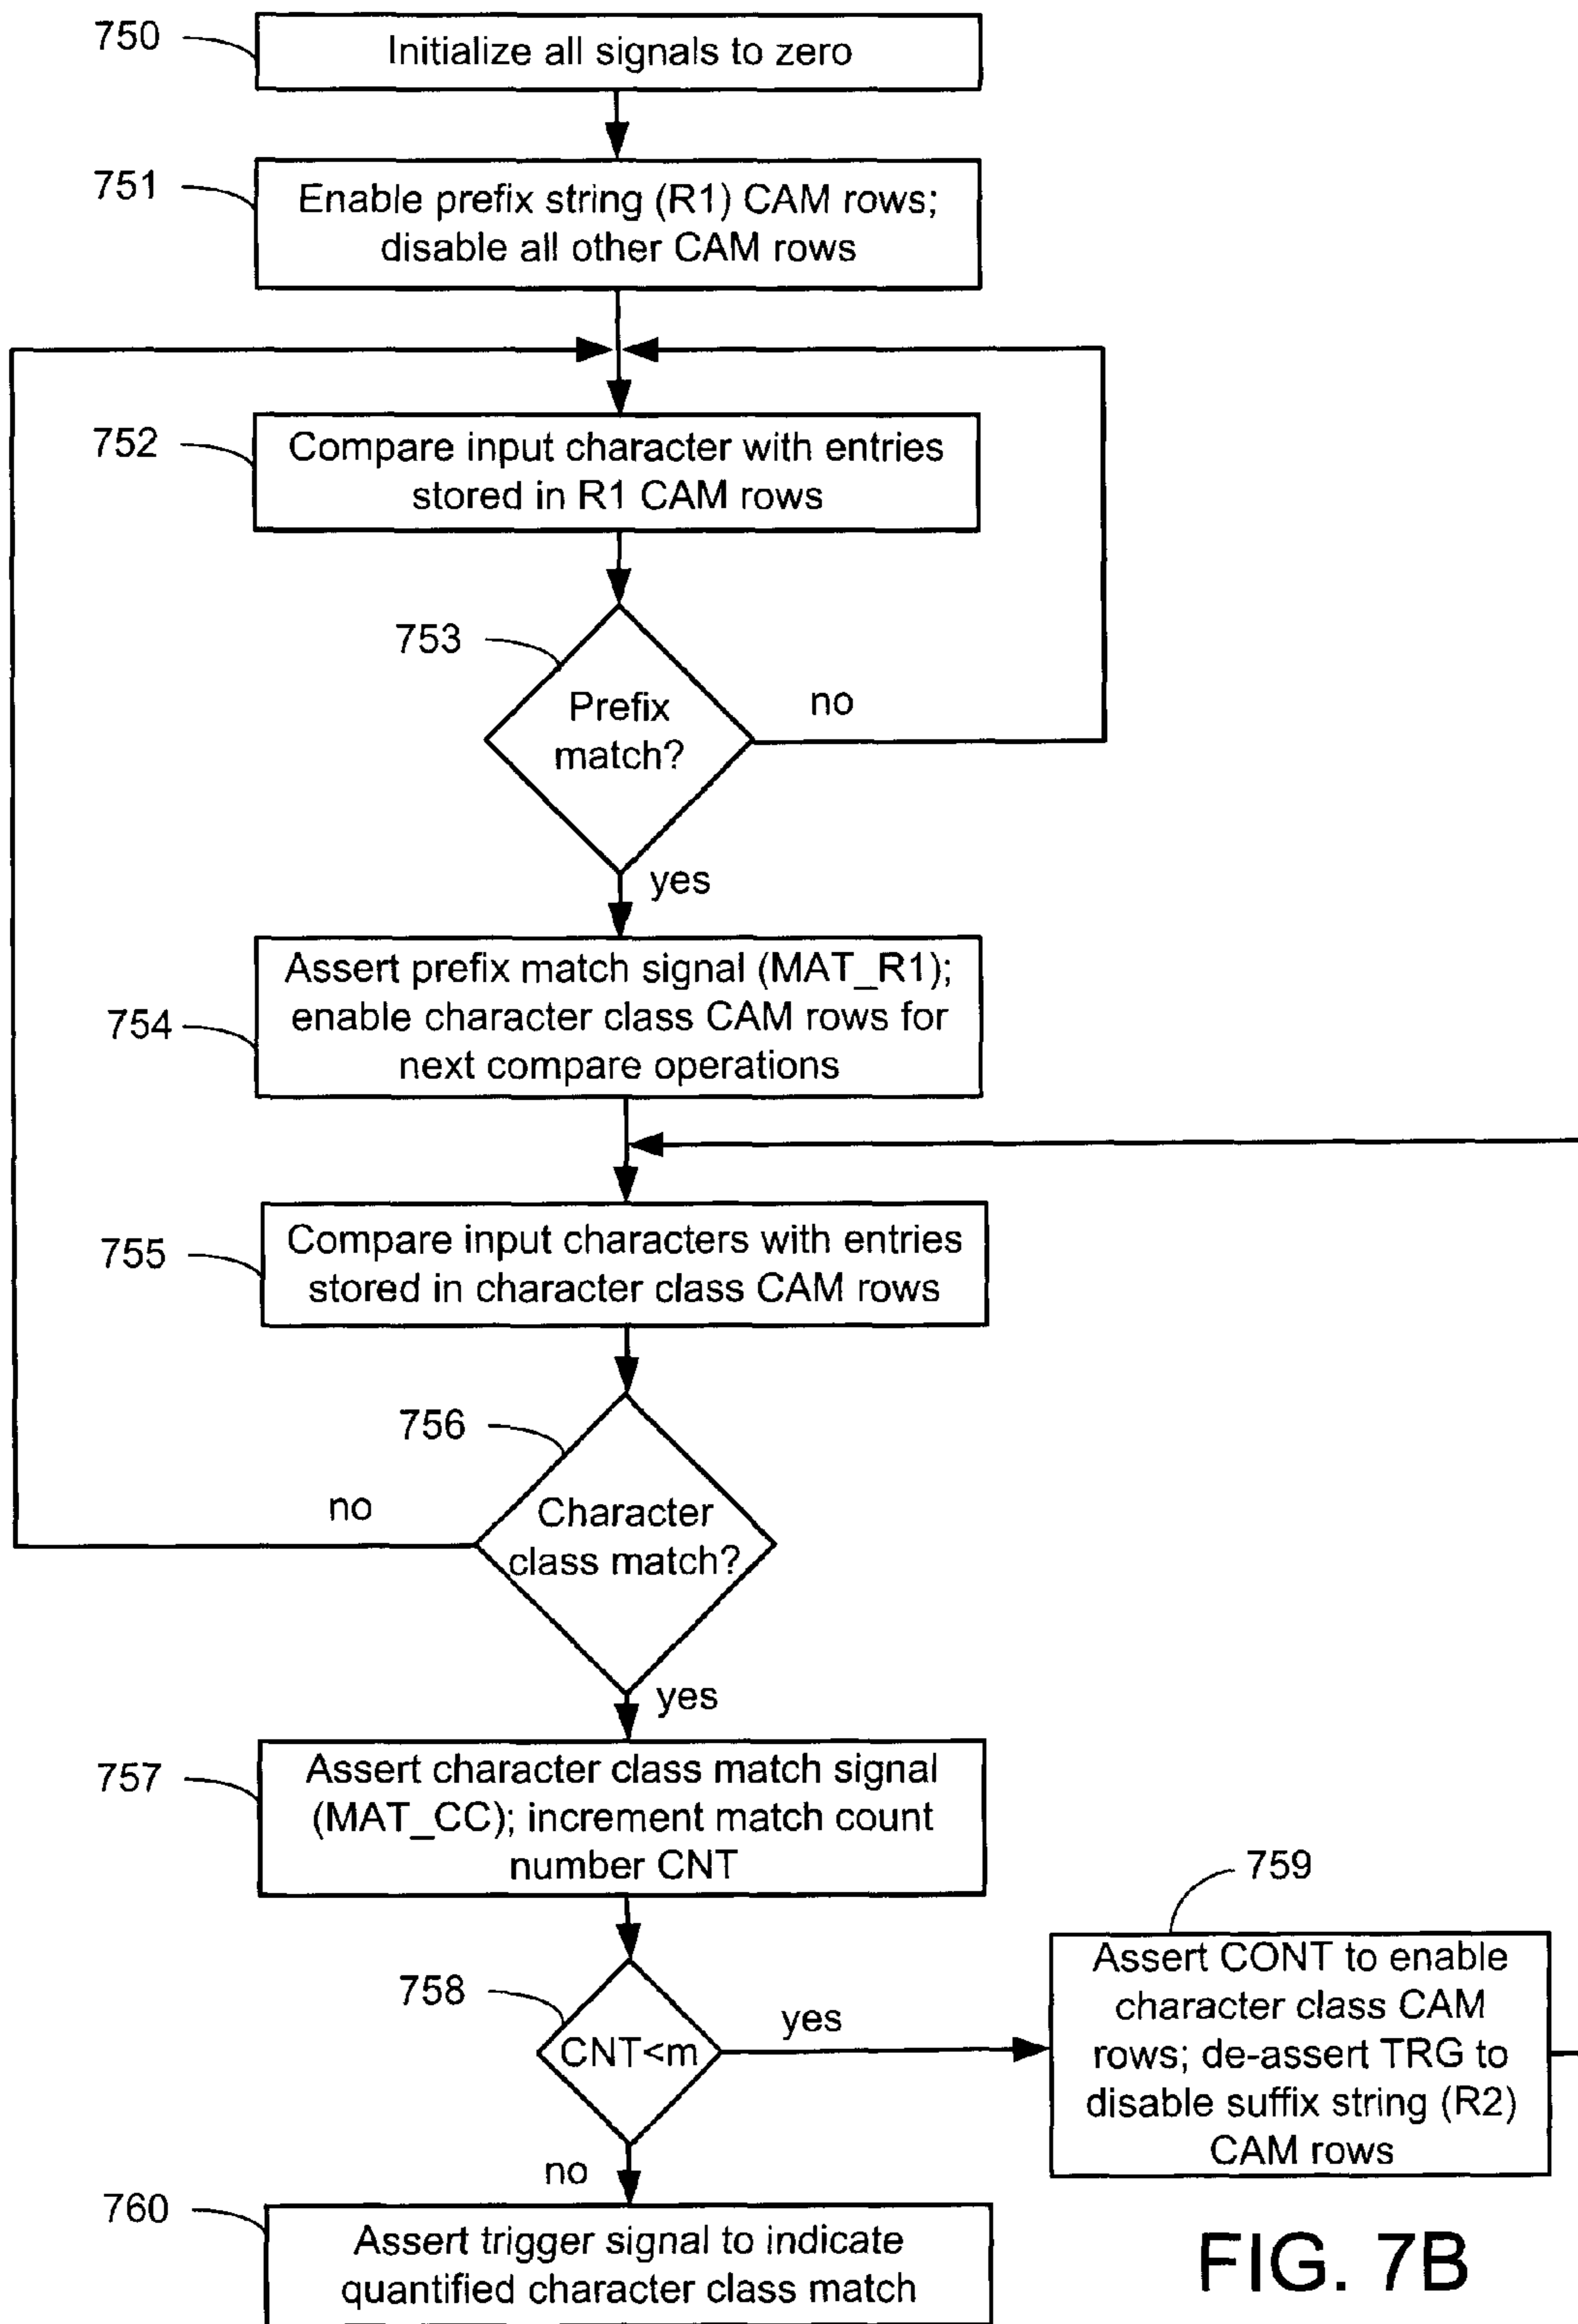 750
Initialize all signals to zero
751
Enable prefix string (R1) CAM rows;
disable all other CAM rows
752
Compare input character with entries
stored in R1 CAM rows
753
Prefix
match?
no
yes
754
Assert prefix match signal (MAT_R1);
enable character class CAM rows for
next compare operations
755
Compare input characters with entries
stored in character class CAM rows
756
Character
class match?
no
yes
757
Assert character class match signal
(MAT_CC); increment match count
number CNT
758
CNT<m
yes
759
Assert CONT to enable
character class CAM
rows; de-assert TRG to
disable suffix string (R2)
CAM rows
no
760
Assert trigger signal to indicate
quantified character class match
FIG. 7B